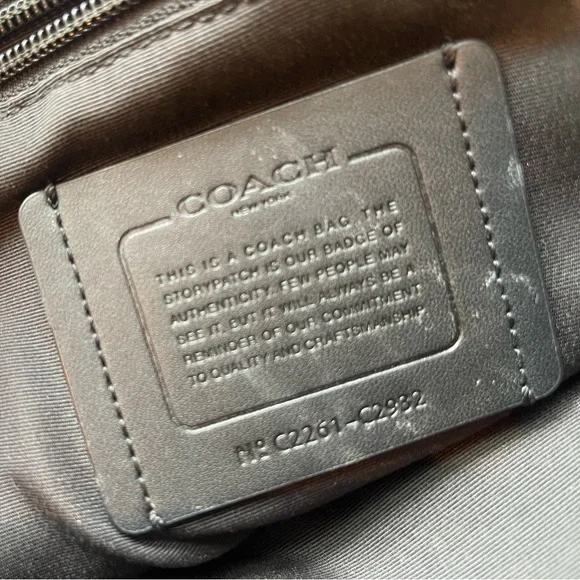 COACH
NEW YORK
THIS IS A COACH BAG. THE
STORYPATCH IS OUR BADGE OF
AUTHENTICITY. FEW PEOPLE MAY
SEE IT, BUT IT WILL ALWAYS BE A
REMINDER OF OUR COMMITMENT
TO QUALITY AND CRAFTSMANSHIP.
Nº C2261-C2932